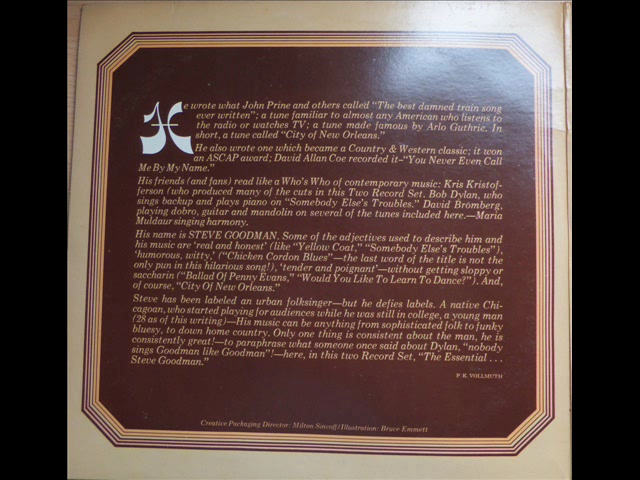 He wrote what John Prine and others called "The best damned train song
ever written"; a tune familiar to almost any American who listens to
the radio or watches TV; a tune made famous by Arlo Guthrie. In
short, a tune called "City of New Orleans."
He also wrote one which became a Country & Western classic; it won
an ASCAP award; David Allan Coe recorded it–"You Never Even Call
Me By My Name."
His friends (and fans) read like a Who's Who of contemporary music: Kris Kristof-
ferson (who produced many of the cuts in this Two Record Set, Bob Dylan, who
sings backup and plays piano on "Somebody Else's Troubles." David Bromberg,
playing dobro, guitar and mandolin on several of the tunes included here.—Maria
Muldaur singing harmony.
His name is STEVE GOODMAN. Some of the adjectives used to describe him and
his music are 'real and honest' (like "Yellow Coat," "Somebody Else's Troubles"),
'humorous, witty,' ("Chicken Cordon Blues"—the last word of the title is not the
only pun in this hilarious song!), 'tender and poignant'—without getting sloppy or
saccharin ("Ballad Of Penny Evans," "Would You Like To Learn To Dance?"). And,
of course, "City Of New Orleans."
Steve has been labeled an urban folksinger—but he defies labels. A native Chi-
cagoan, who started playing for audiences while he was still in college, a young man
(28 as of this writing)—His music can be anything from sophisticated folk to funky
bluesy, to down home country. Only one thing is consistent about the man, he is
consistently great!—to paraphrase what someone once said about Dylan, "nobody
sings Goodman like Goodman"!—here, in this two Record Set, "The Essential . . .
Steve Goodman."
P. K. VOLLMUTH
Creative Packaging Director: Milton Sincoff/Illustration: Bruce Emmett